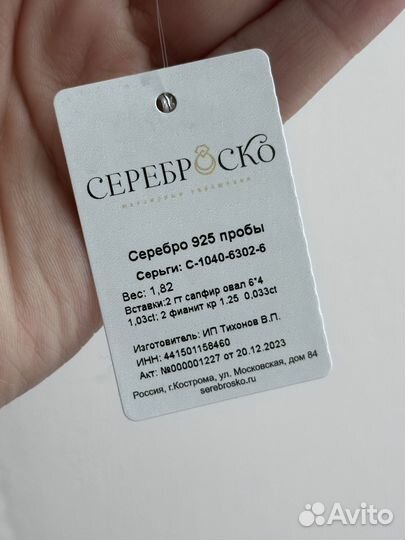 СЕРЕБРОСКО
ювелирные украшения
Серебро 925 пробы
Серьги: С-1040-6302-6
Вес: 1,82
Вставки:2 гт сапфир овал 6*4
1,03ct; 2 фианит кр 1.25 0,033ct
Изготовитель: ИП Тихонов В.П.
ИНН: 441501158460
Акт: №000001227 от 20.12.2023
Россия, г.Кострома, ул. Московская, дом 84
serebrosko.ru
Avito